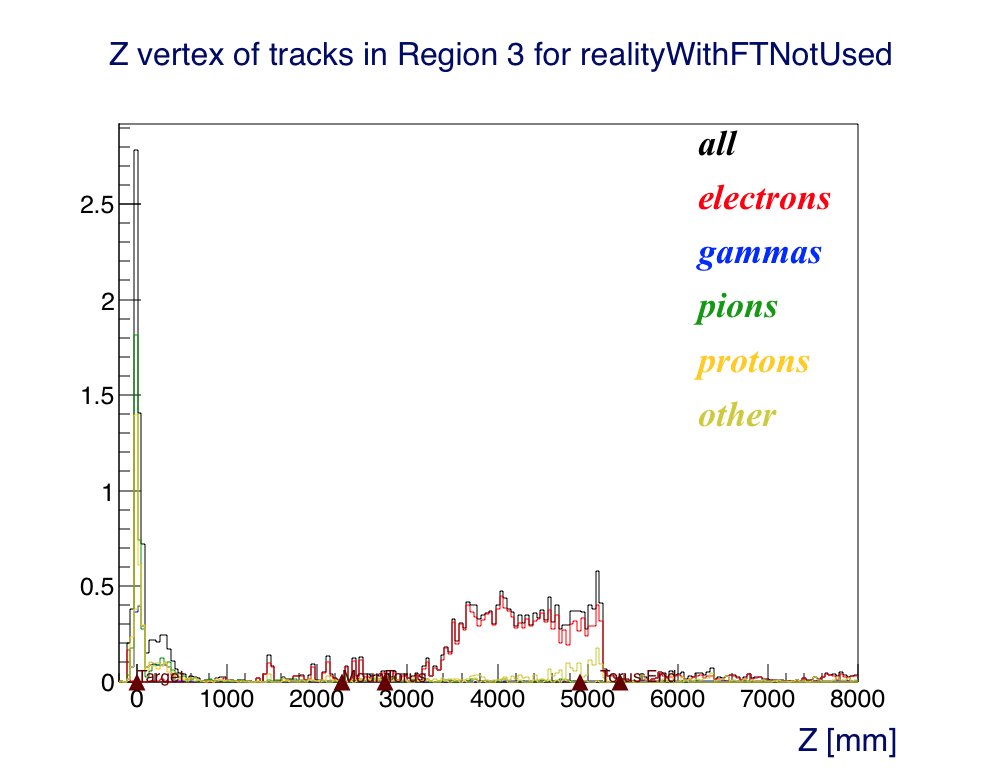 Z vertex of tracks in Region 3 for realityWithFTNotUsed
all
electrons
gammas
pions
protons
other
2.5
2
1.5
1
0.5
0
Target
Torus End
0 1000 2000 3000 4000 5000 6000 7000 8000
Z [mm]